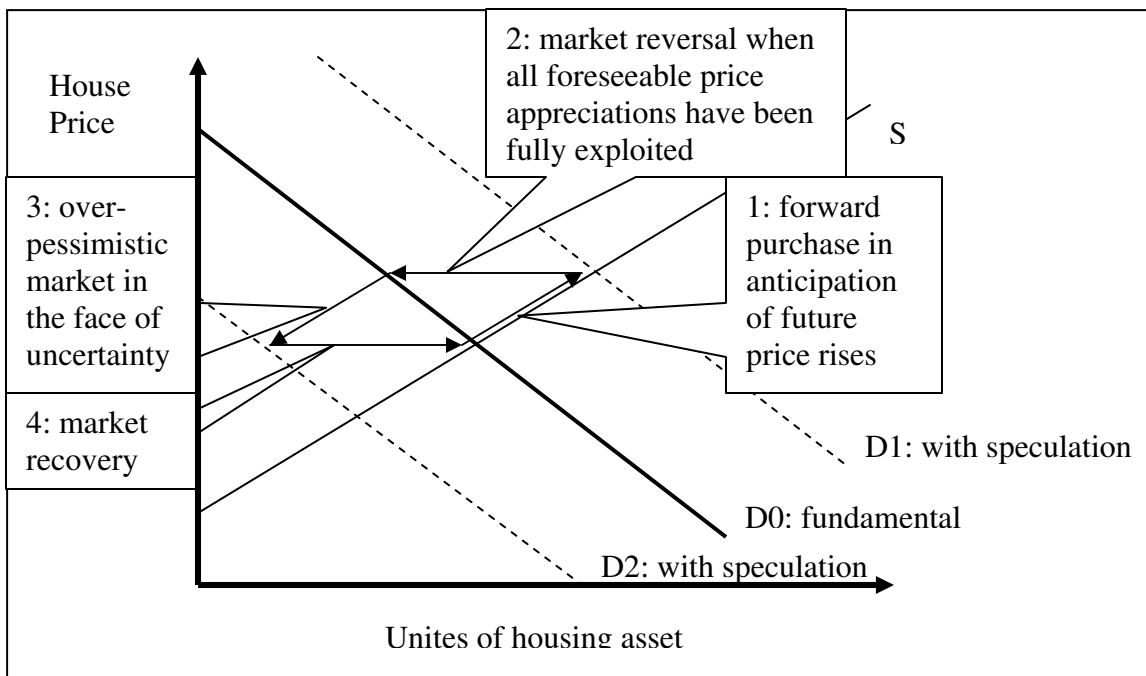 House
Price
2: market reversal when
all foreseeable price
appreciations have been
fully exploited
S
3: over-
pessimistic
market in
the face of
uncertainty
1: forward
purchase in
anticipation
of future
price rises
4: market
recovery
D1: with speculation
D0: fundamental
D2: with speculation
Unites of housing asset